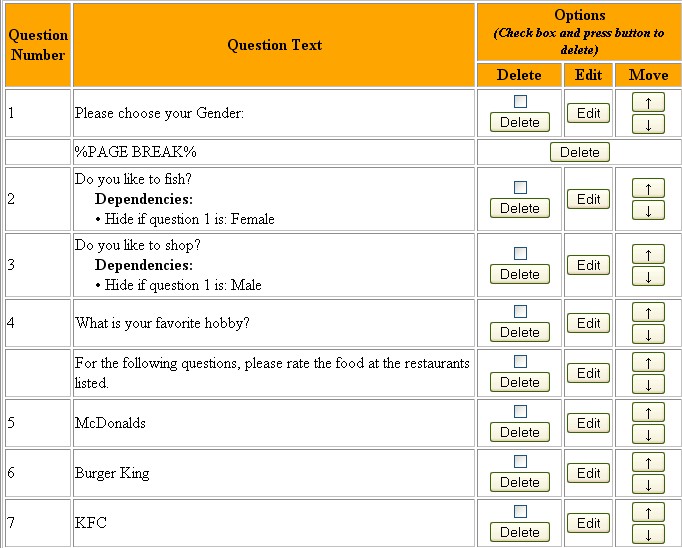 Question Number
Question Text
Options
(Check box and press button to
delete)
Delete Edit Move
1 Please choose your Gender: Delete Edit ↑ ↓
%PAGE BREAK% Delete
2 Do you like to fish?
Dependencies:
• Hide if question 1 is: Female
Delete Edit ↑ ↓
3 Do you like to shop?
Dependencies:
• Hide if question 1 is: Male
Delete Edit ↑ ↓
4 What is your favorite hobby? Delete Edit ↑ ↓
For the following questions, please rate the food at the restaurants
listed.
Delete Edit ↑ ↓
5 McDonalds Delete Edit ↑ ↓
6 Burger King Delete Edit ↑ ↓
7 KFC Delete Edit ↑ ↓